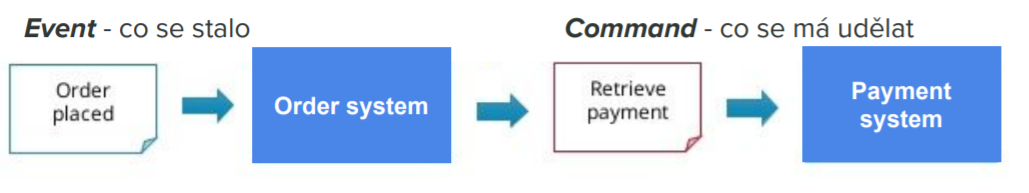 Event - co se stalo
Command - co se má udělat
Order
placed
Order system
Retrieve
payment
Payment
system